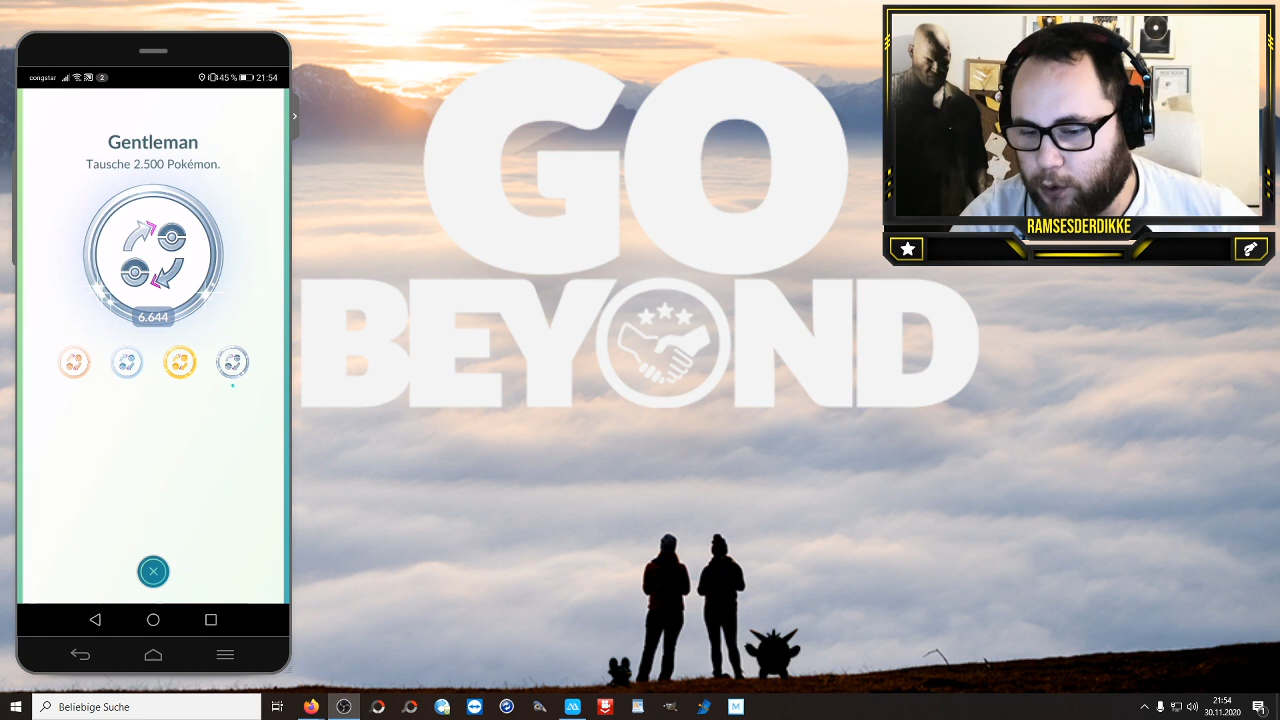 congstar
2
45 %
21:54
Gentleman
Tausche 2.500 Pokémon.
6.644
GO
BEYOND
RAMSESDERDIKKE
Beliebige Suche
21:54
30.11.2020